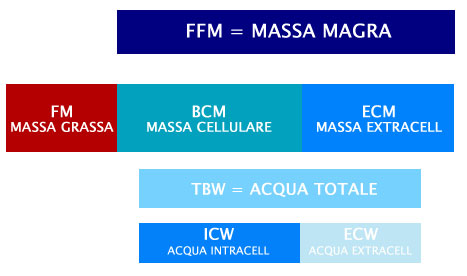 FFM = MASSA MAGRA
FM BCM ECM
MASSA GRASSA MASSA CELLULARE MASSA EXTRACELL
TBW = ACQUA TOTALE
ICW ECW
ACQUA INTRACELL ACQUA EXTRACELL